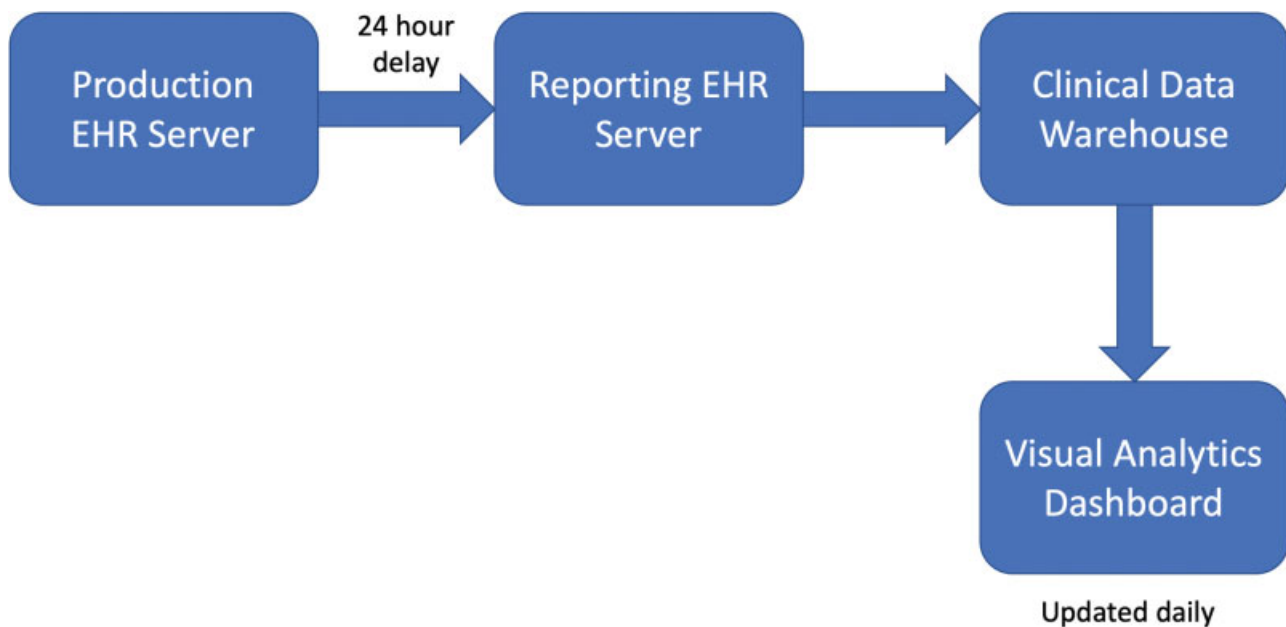 Production
EHR Server
24 hour
delay
Reporting EHR
Server
Clinical Data
Warehouse
Visual Analytics
Dashboard
Updated daily